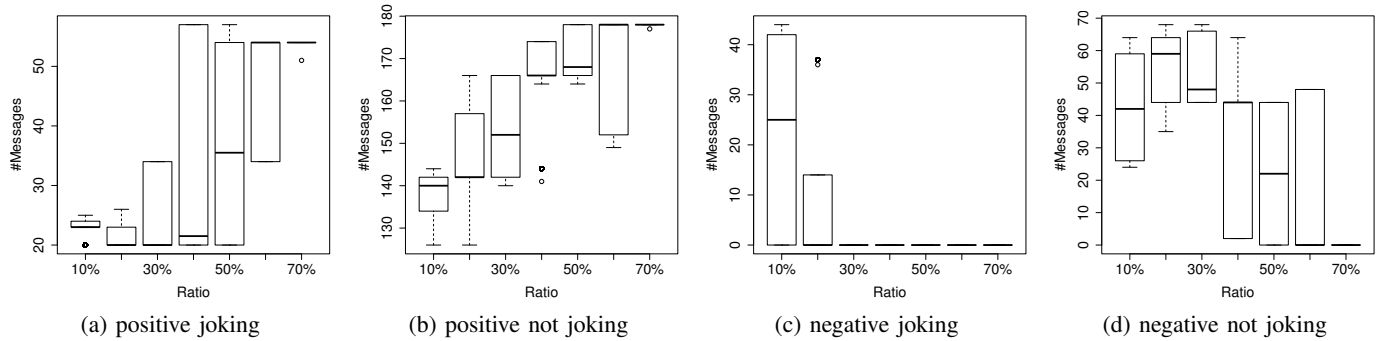 #Messages
20 30 40 50
10% 30% 50% 70%
Ratio
(a) positive joking
#Messages
130 140 150 160 170 180
10% 30% 50% 70%
Ratio
(b) positive not joking
#Messages
0 10 20 30 40
10% 30% 50% 70%
Ratio
(c) negative joking
#Messages
0 10 20 30 40 50 60 70
10% 30% 50% 70%
Ratio
(d) negative not joking